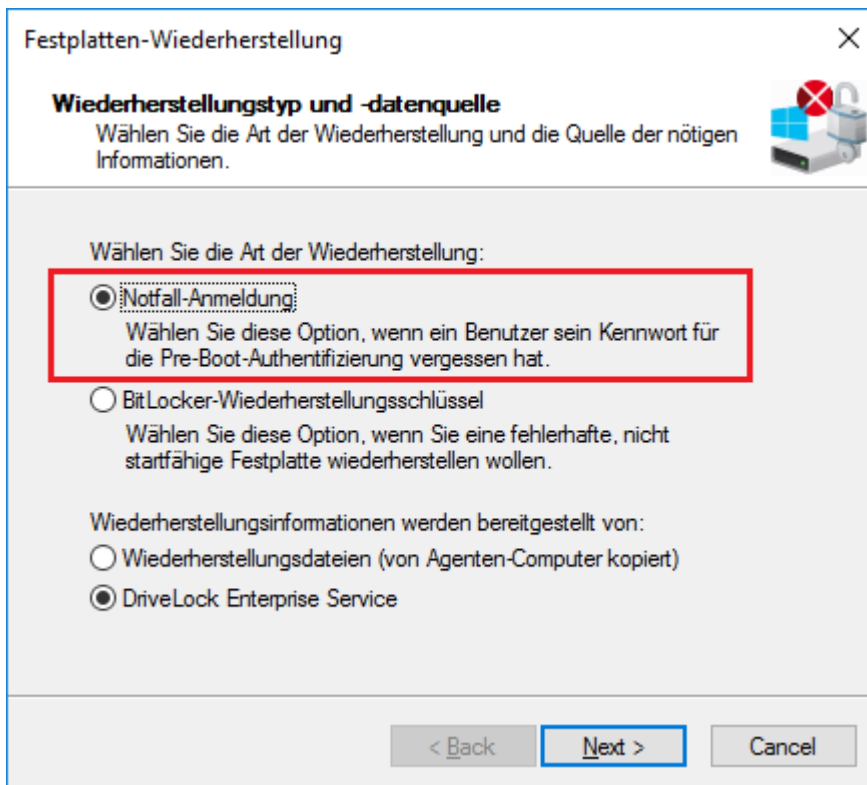 Festplatten-Wiederherstellung
Wiederherstellungstyp und -datenquelle
Wählen Sie die Art der Wiederherstellung und die Quelle der nötigen
Informationen.
Wählen Sie die Art der Wiederherstellung:
Notfall-Anmeldung
Wählen Sie diese Option, wenn ein Benutzer sein Kennwort für
die Pre-Boot-Authentifizierung vergessen hat.
BitLocker-Wiederherstellungsschlüssel
Wählen Sie diese Option, wenn Sie eine fehlerhafte, nicht
startfähige Festplatte wiederherstellen wollen.
Wiederherstellungsinformationen werden bereitgestellt von:
Wiederherstellungsdateien (von Agenten-Computer kopiert)
DriveLock Enterprise Service
< Back Next > Cancel